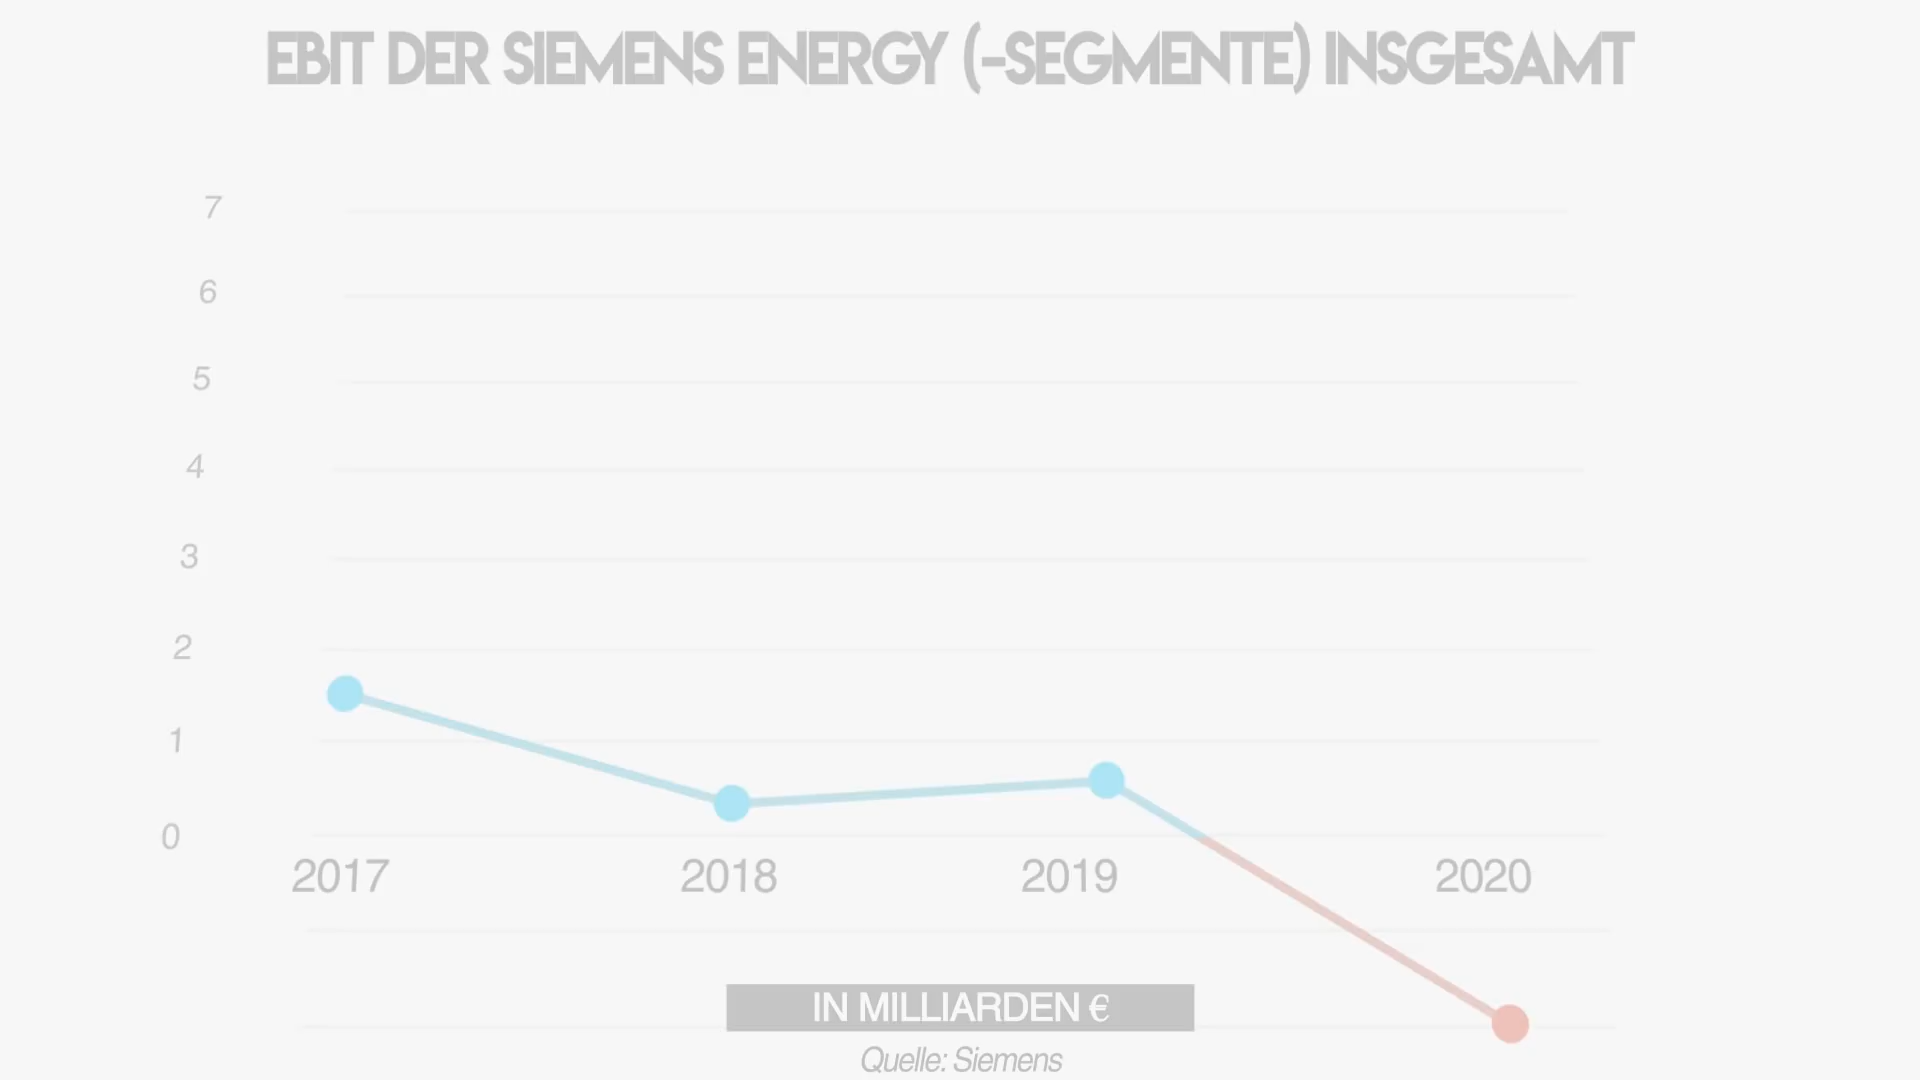 EBIT DER SIEMENS ENERGY (-SEGMENTE) INSGESAMT
7
6
5
4
3
2
1
0
2017 2018 2019 2020
IN MILLIARDEN €
Quelle: Siemens